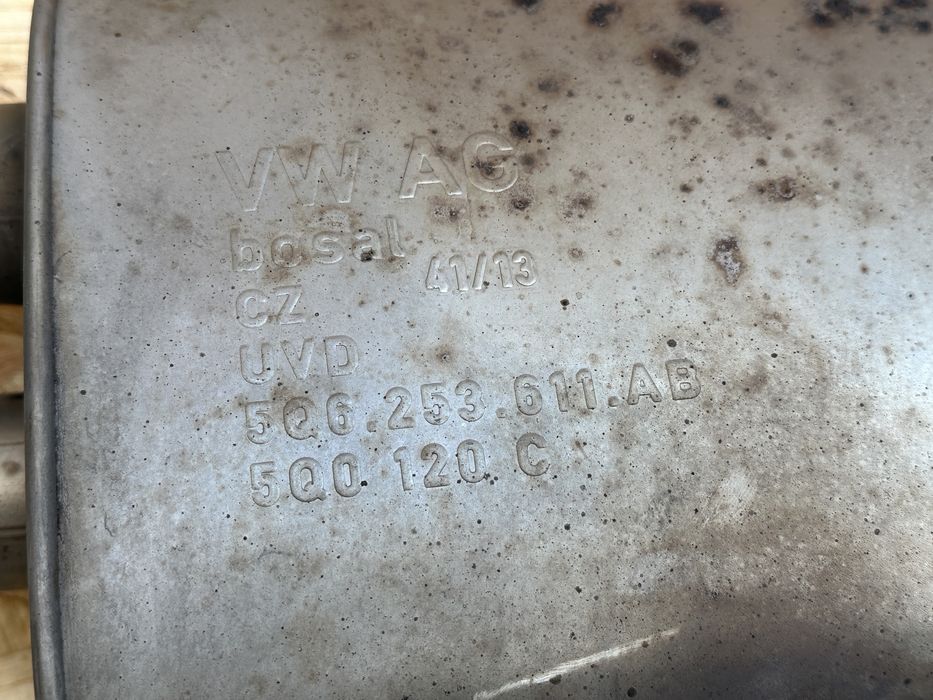 VW AG
bosal 41/13
CZ
UVD
5Q6.253.611.AB
5Q0 120 C